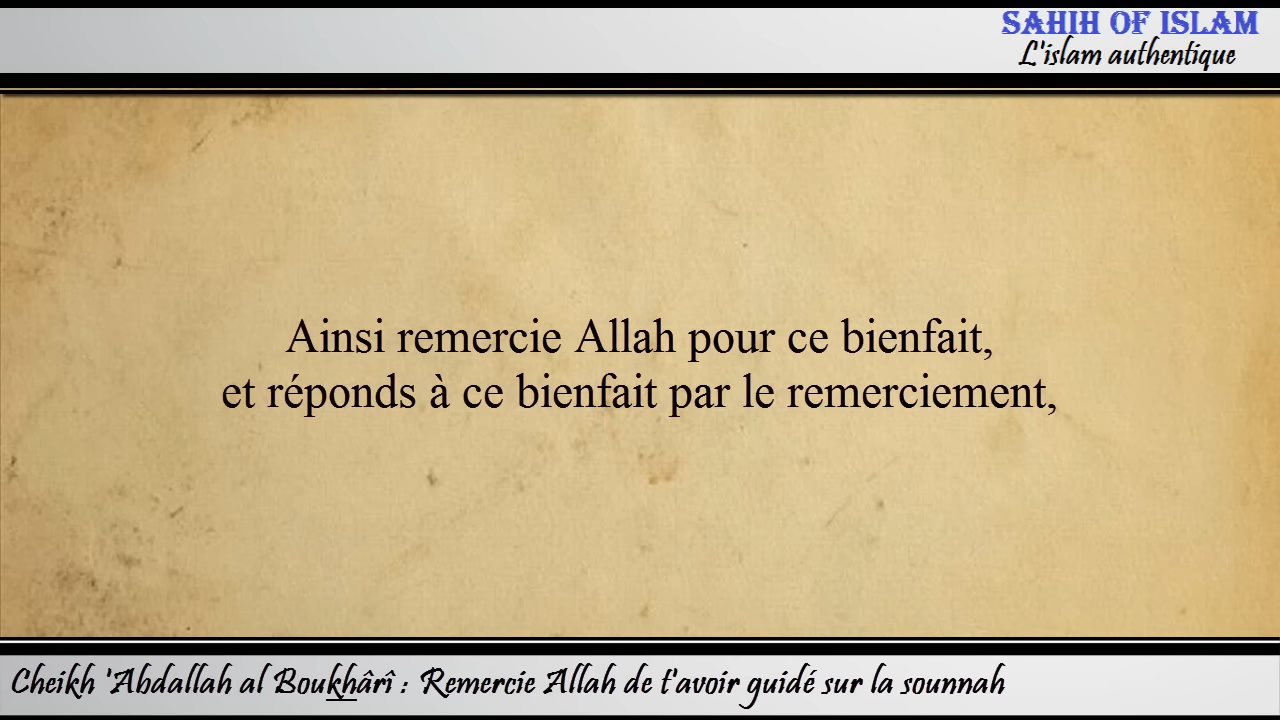 SAHIH OF ISLAM
L'islam authentique
Ainsi remercie Allah pour ce bienfait,
et réponds à ce bienfait par le remerciement,
Cheikh 'Abdallah al Boukhârî : Remercie Allah de t'avoir guidé sur la sounnah